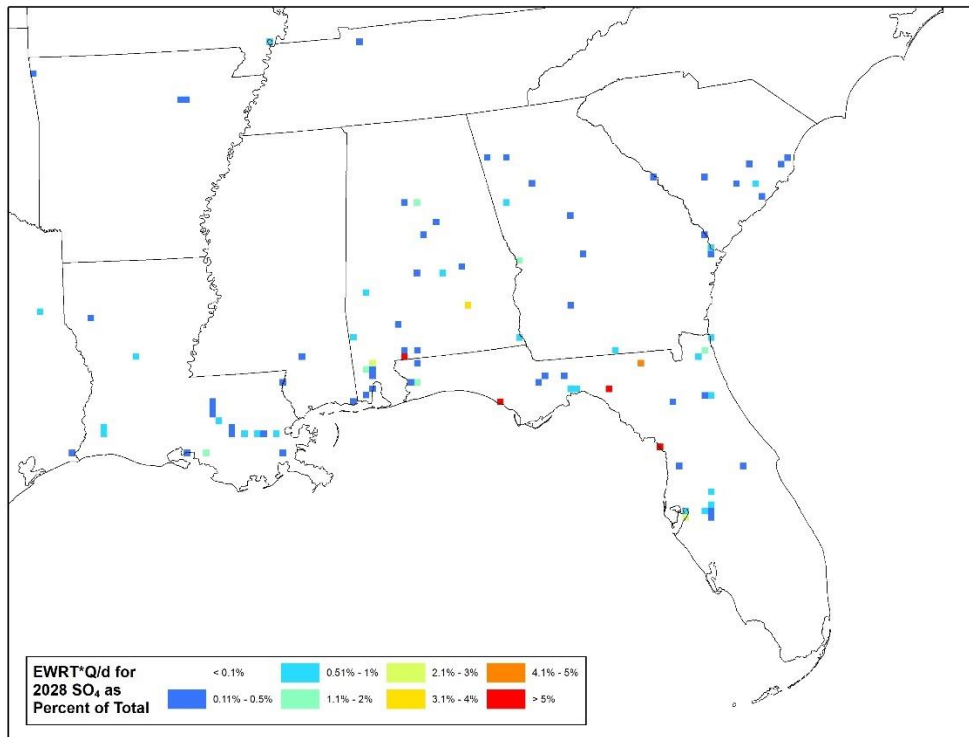 EWRT*Q/d for
2028 SO₄ as
Percent of Total
< 0.1% 0.51% - 1% 2.1% - 3% 4.1% - 5%
0.11% - 0.5% 1.1% - 2% 3.1% - 4% > 5%